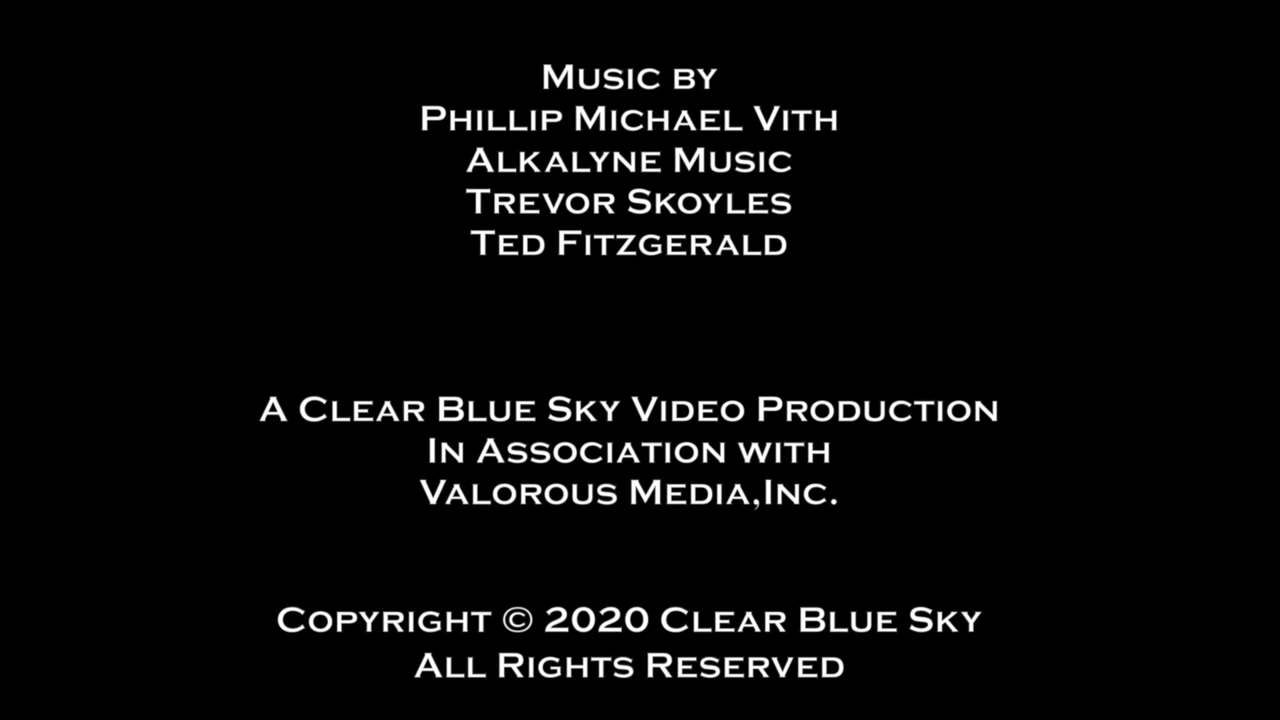 Music by
Phillip Michael Vith
Alkalyne Music
Trevor Skoyles
Ted Fitzgerald
A Clear Blue Sky Video Production
In Association with
Valorous Media,Inc.
Copyright © 2020 Clear Blue Sky
All Rights Reserved